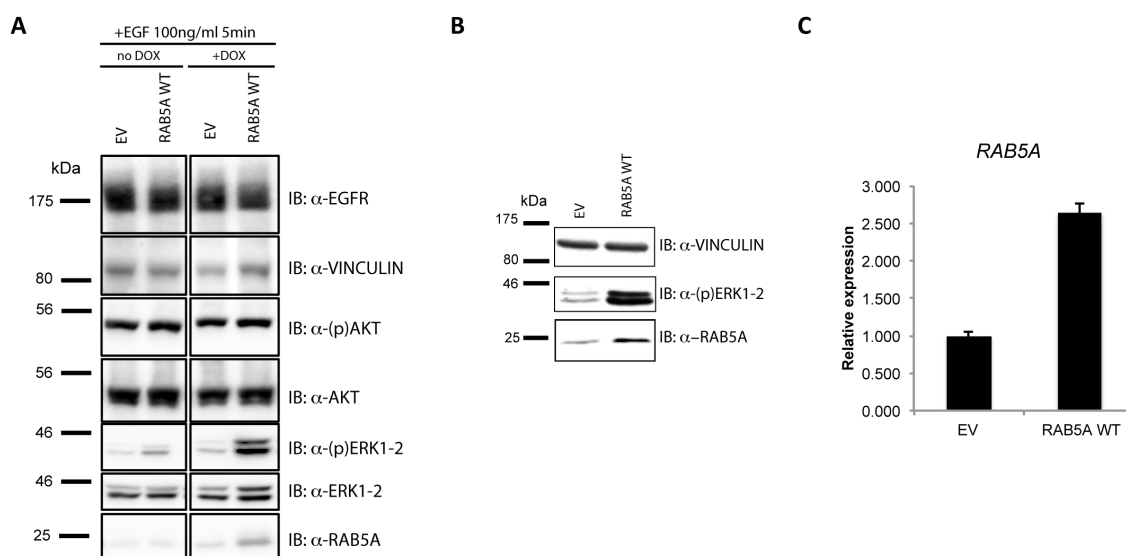 A
+EGF 100ng/ml 5min
no DOX +DOX
EV RAB5A WT EV RAB5A WT
kDa
175 IB: α-EGFR
IB: α-VINCULIN
80
56
IB: α-(p)AKT
56
IB: α-AKT
46
IB: α-(p)ERK1-2
46
IB: α-ERK1-2
25 IB: α-RAB5A
B
EV RAB5A WT
kDa
175
IB: α-VINCULIN
80
46
IB: α-(p)ERK1-2
25 IB: α–RAB5A
C
RAB5A
Relative expression
3.000
2.500
2.000
1.500
1.000
0.500
0.000
EV RAB5A WT